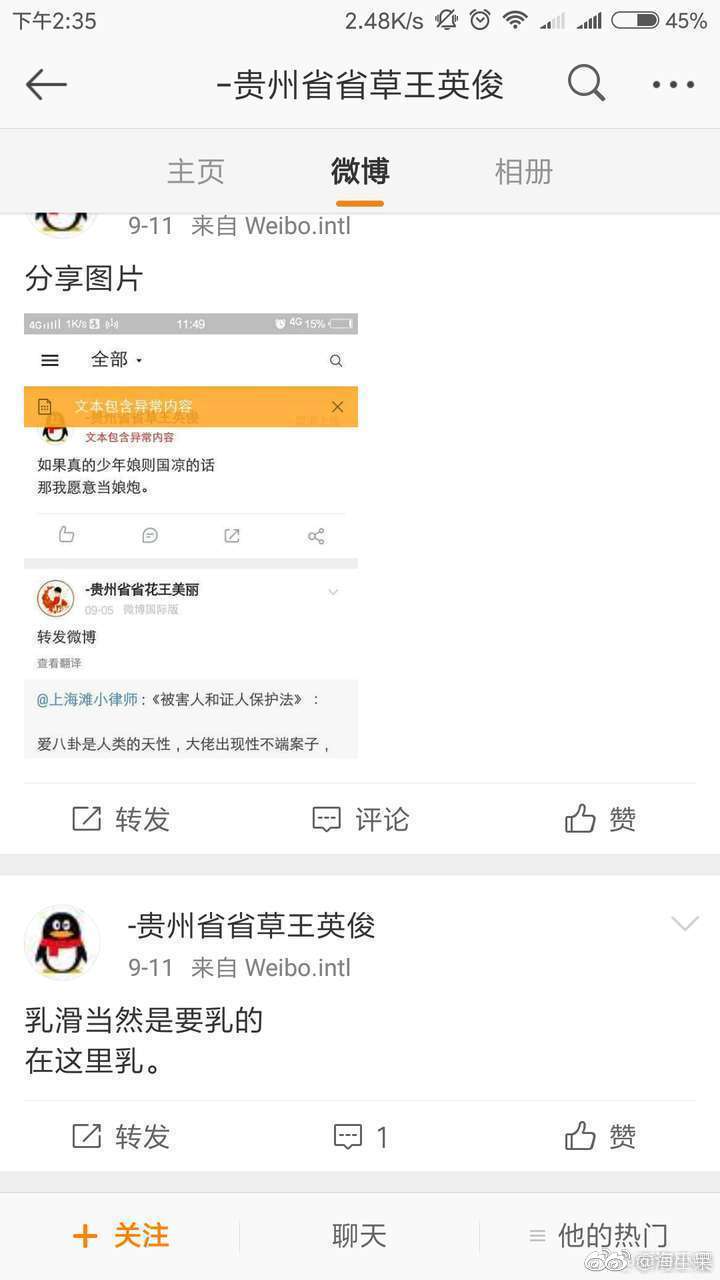 下午2:35
2.48K/s
45%
-贵州省省草王英俊
主页 微博 相册
9-11 来自 Weibo.intl
分享图片
4G 1K/s 11:49 4G 15%
全部
文本包含异常内容
-贵州省省草王英俊
文本包含异常内容
如果真的少年娘则国凉的话
那我愿意当娘炮。
-贵州省省花王美丽
09-05 微博国际版
转发微博
查看翻译
@上海滩小律师：《被害人和证人保护法》：
爱八卦是人类的天性，大佬出现性不端案子，
转发 评论 赞
-贵州省省草王英俊
9-11 来自 Weibo.intl
乳滑当然是要乳的
在这里乳。
转发 1 赞
+ 关注 聊天 他的热门